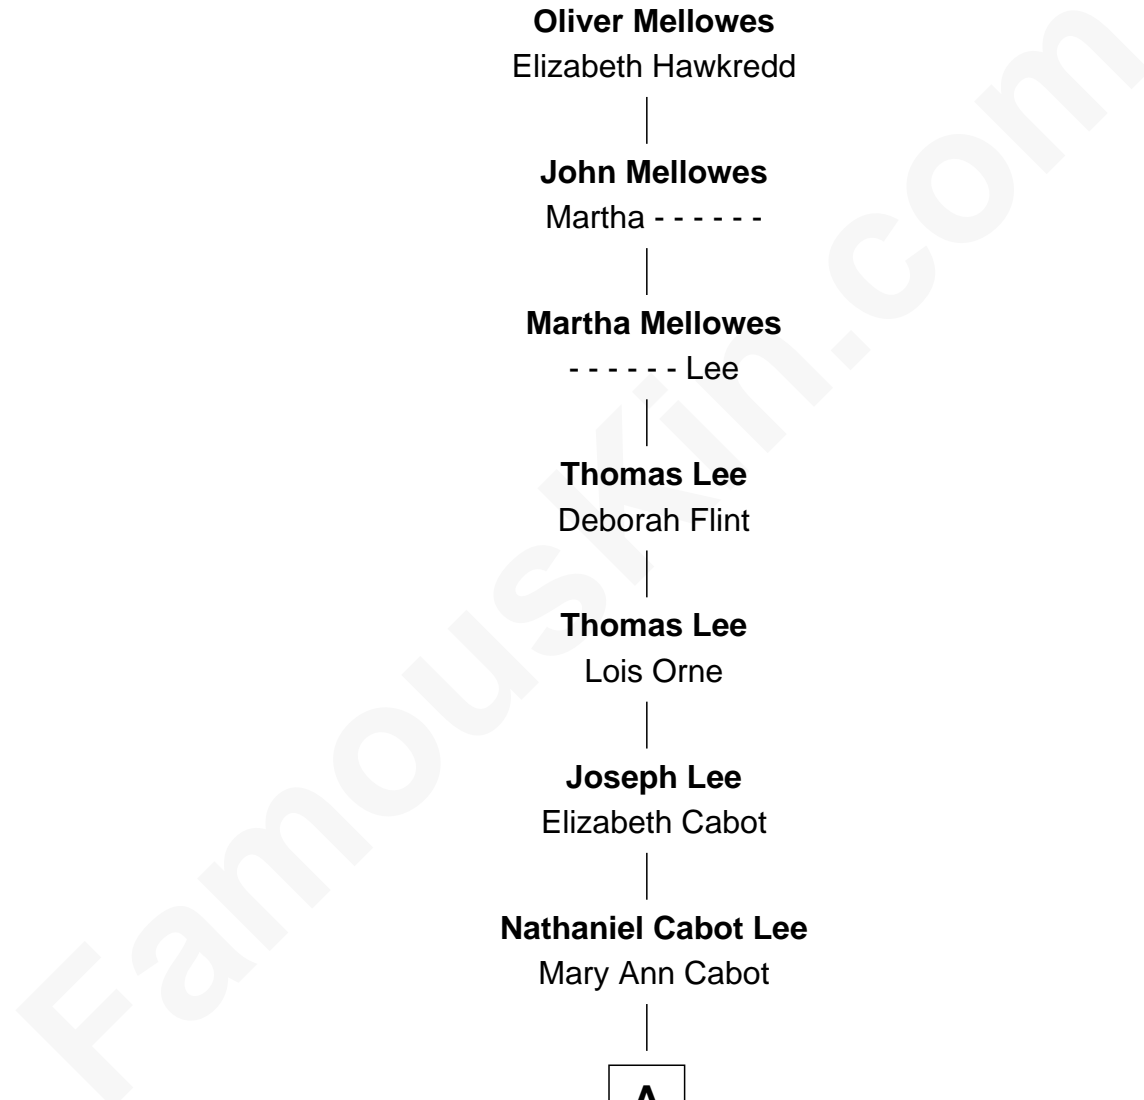 Oliver Mellowes
Elizabeth Hawkredd
John Mellowes
Martha - - - - - -
Martha Mellowes
- - - - - - Lee
Thomas Lee
Deborah Flint
Thomas Lee
Lois Orne
Joseph Lee
Elizabeth Cabot
Nathaniel Cabot Lee
Mary Ann Cabot
A
FamousKin.com